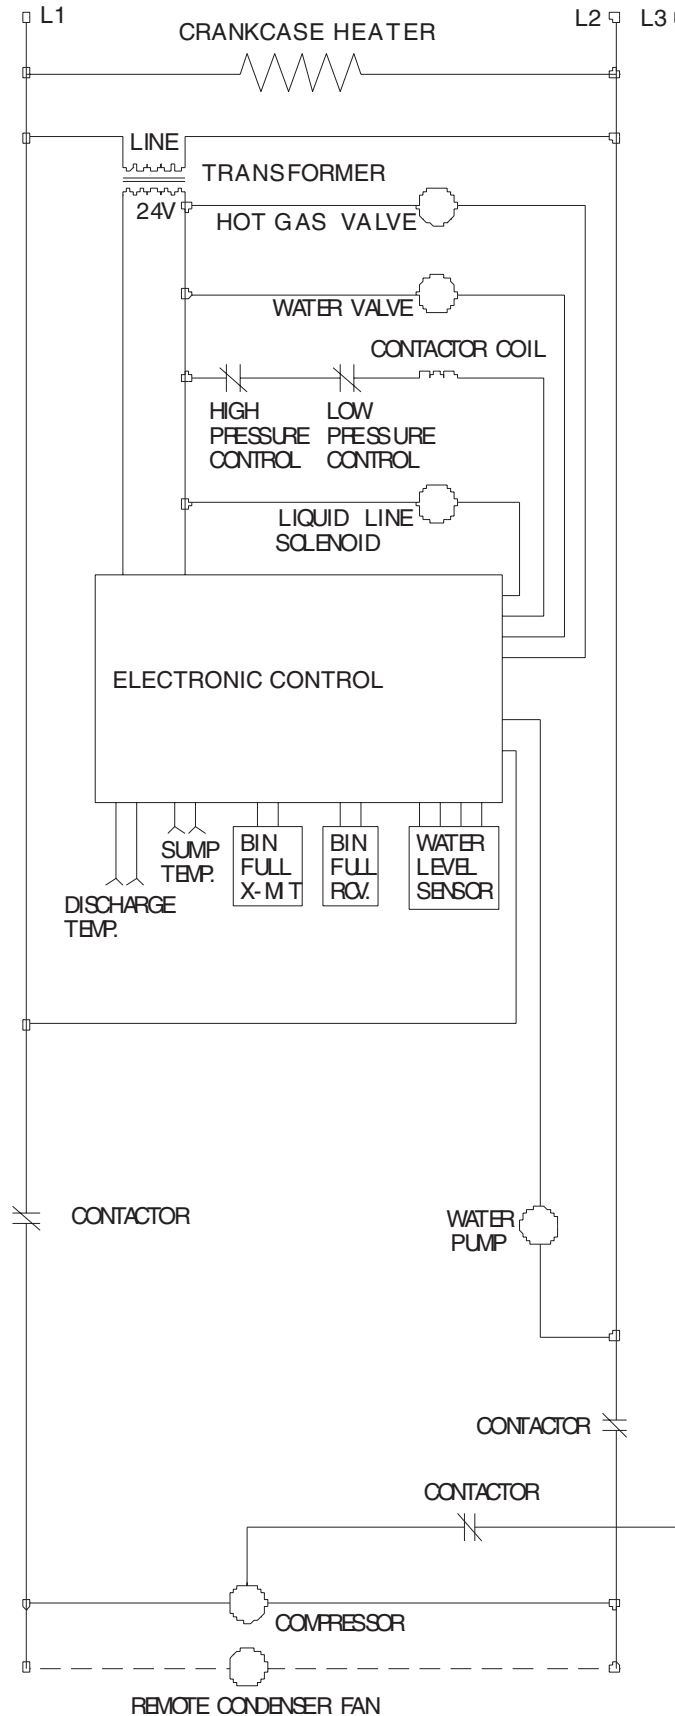 L1
L2
L3
CRANKCASE HEATER
LINE
TRANSFORMER
24V
HOT GAS VALVE
WATER VALVE
CONTACTOR COIL
HIGH
PRESSURE
CONTROL
LOW
PRESSURE
CONTROL
LIQUID LINE
SOLENOID
ELECTRONIC CONTROL
DISCHARGE
TEMP.
SUMP
TEMP.
BIN
FULL
X-MIT
BIN
FULL
RCV.
WATER
LEVEL
SENSOR
CONTACTOR
WATER
PUMP
CONTACTOR
CONTACTOR
COMPRESSOR
REMOTE CONDENSER FAN